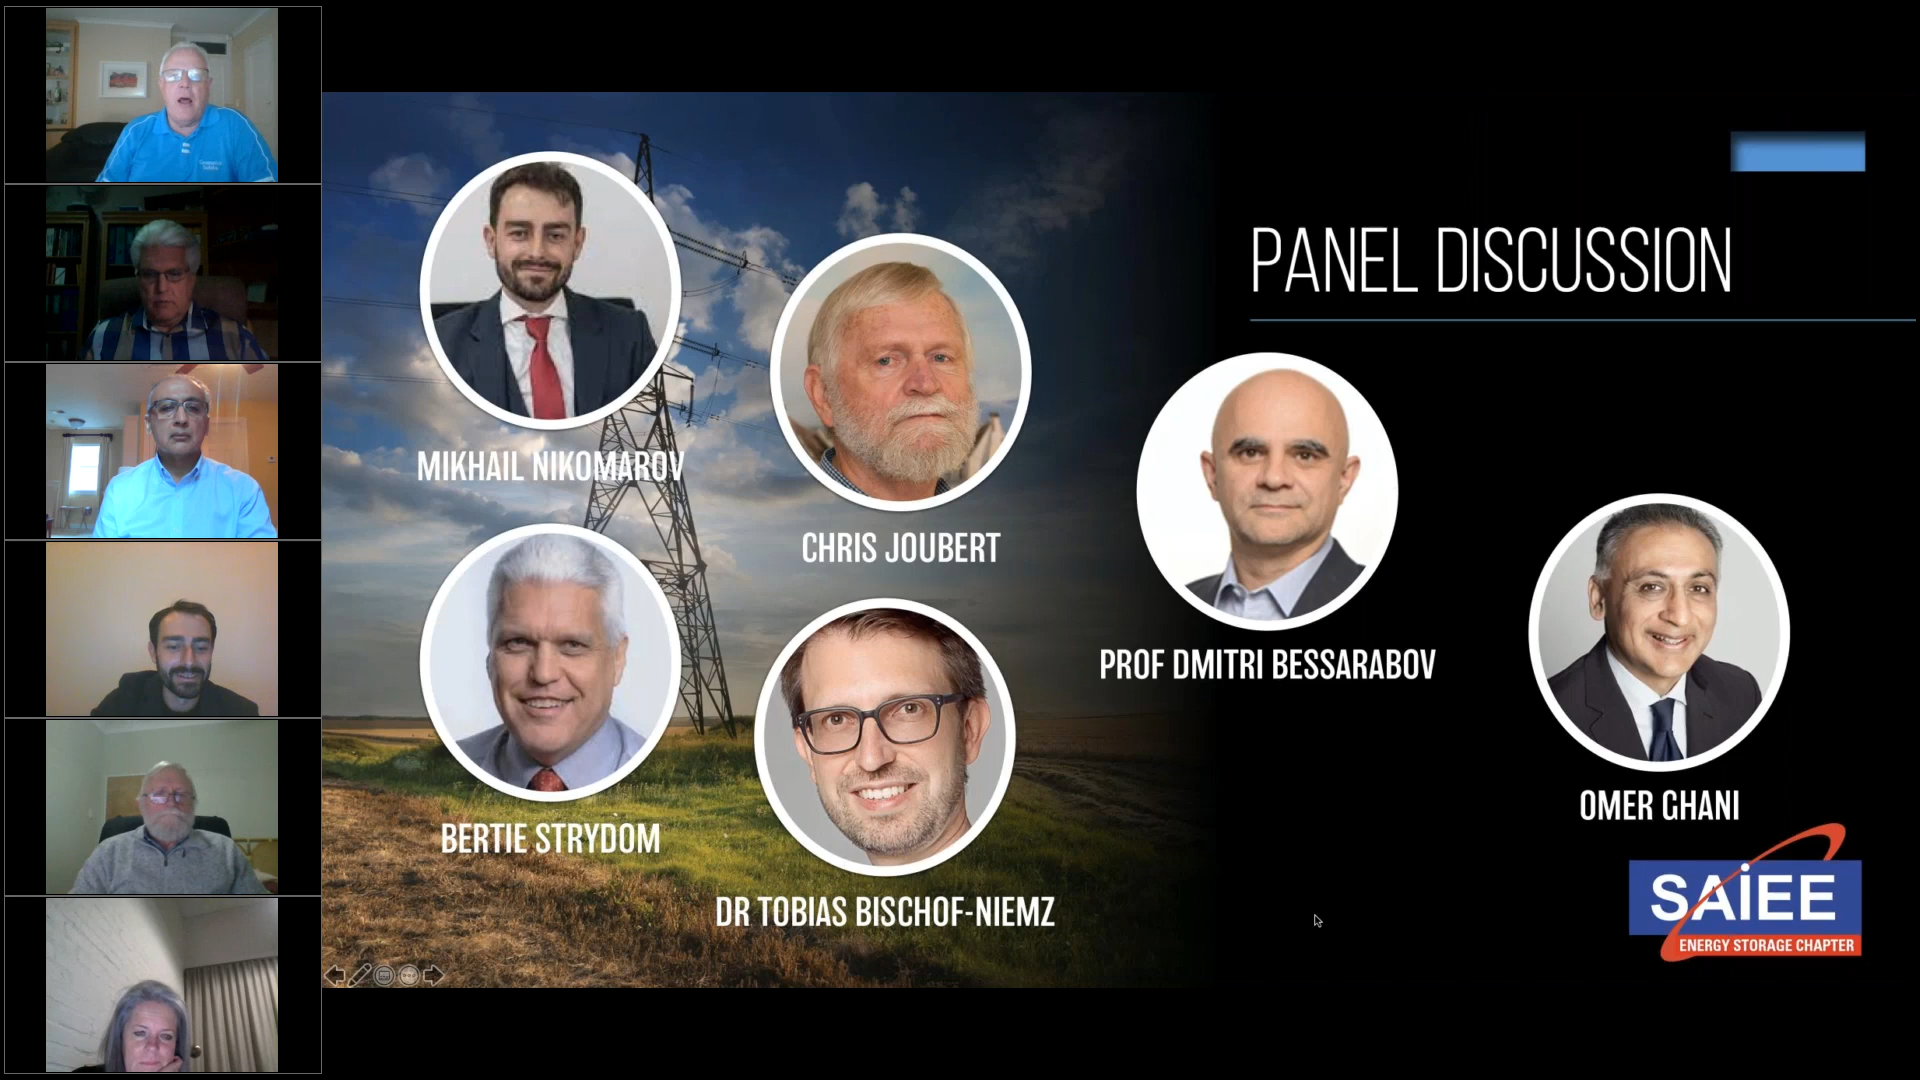 PANEL DISCUSSION
MIKHAIL NIKOMAROV
CHRIS JOUBERT
PROF DMITRI BESSARABOV
OMER GHANI
BERTIE STRYDOM
DR TOBIAS BISCHOF-NIEMZ
SAiEE
ENERGY STORAGE CHAPTER